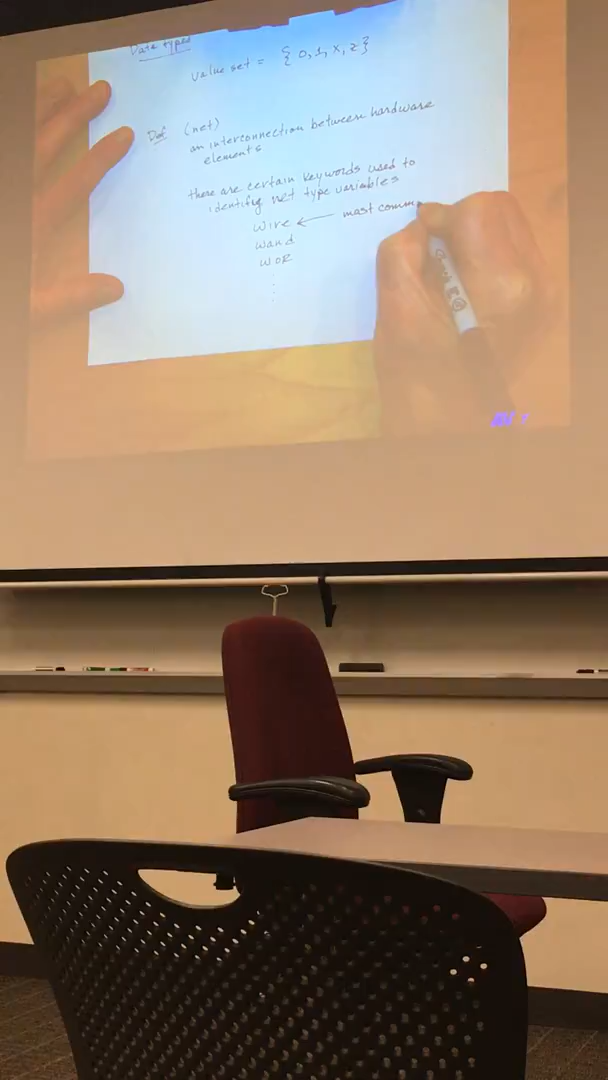 Data types
value set = { 0, 1, x, z }
Def (net)
an interconnection between hardware
elements
there are certain keywords used to
identify net type variables
wire ← most comm
wand
wor